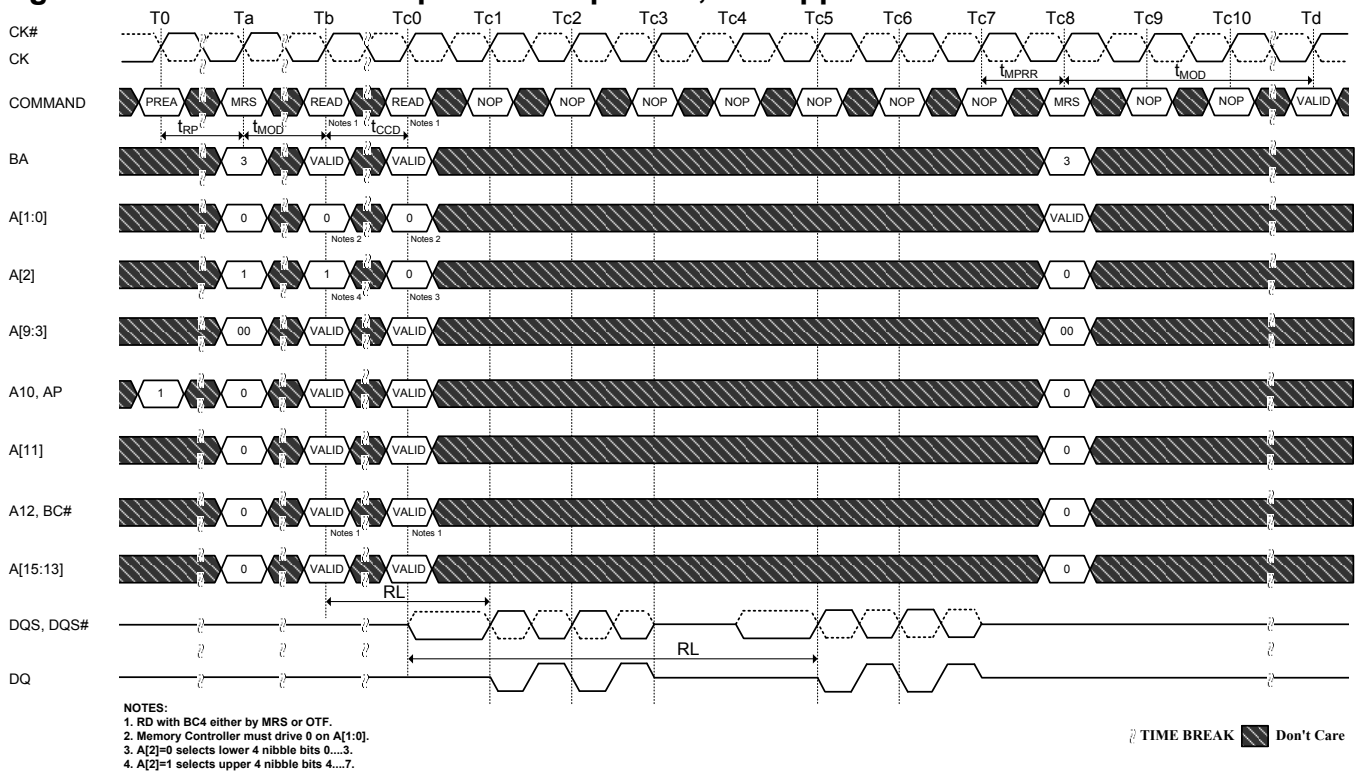 T0 Ta Tb Tc0 Tc1 Tc2 Tc3 Tc4 Tc5 Tc6 Tc7 Tc8 Tc9 Tc10 Td
CK#
CK
tMPRR tMOD
COMMAND PREA MRS READ READ NOP NOP NOP NOP NOP NOP NOP MRS NOP NOP VALID
Notes 1 Notes 1
tRP tMOD tCCD
BA 3 VALID VALID 3
A[1:0] 0 0 0 VALID
Notes 2 Notes 2
A[2] 1 1 0 0
Notes 4 Notes 3
A[9:3] 00 VALID VALID 00
A10, AP 1 0 VALID VALID 0
A[11] 0 VALID VALID 0
A12, BC# 0 VALID VALID 0
Notes 1 Notes 1
A[15:13] 0 VALID VALID 0
RL
DQS, DQS#
RL
DQ
NOTES:
1. RD with BC4 either by MRS or OTF.
2. Memory Controller must drive 0 on A[1:0].
3. A[2]=0 selects lower 4 nibble bits 0....3.
4. A[2]=1 selects upper 4 nibble bits 4....7.
TIME BREAK Don't Care